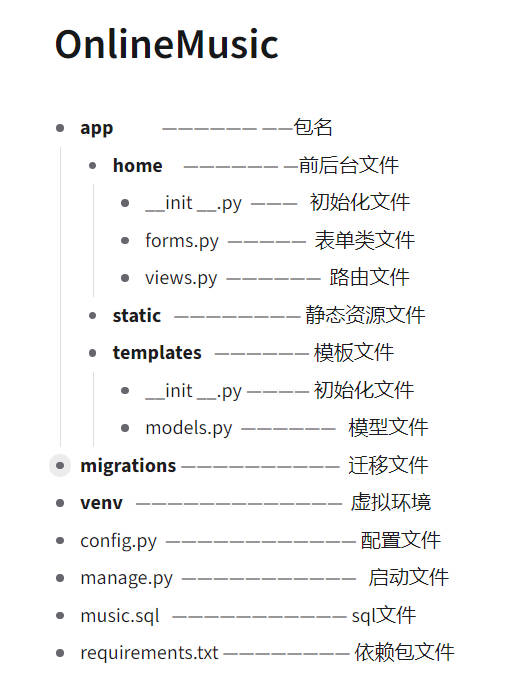 OnlineMusic
app —————— ——包名
home —————— —前后台文件
__init __.py ——— 初始化文件
forms.py ————— 表单类文件
views.py —————— 路由文件
static ———————— 静态资源文件
templates —————— 模板文件
__init __.py ———— 初始化文件
models.py —————— 模型文件
migrations —————————— 迁移文件
venv ————————————— 虚拟环境
config.py ———————————— 配置文件
manage.py ——————————— 启动文件
music.sql ——————————— sql文件
requirements.txt ———————— 依赖包文件